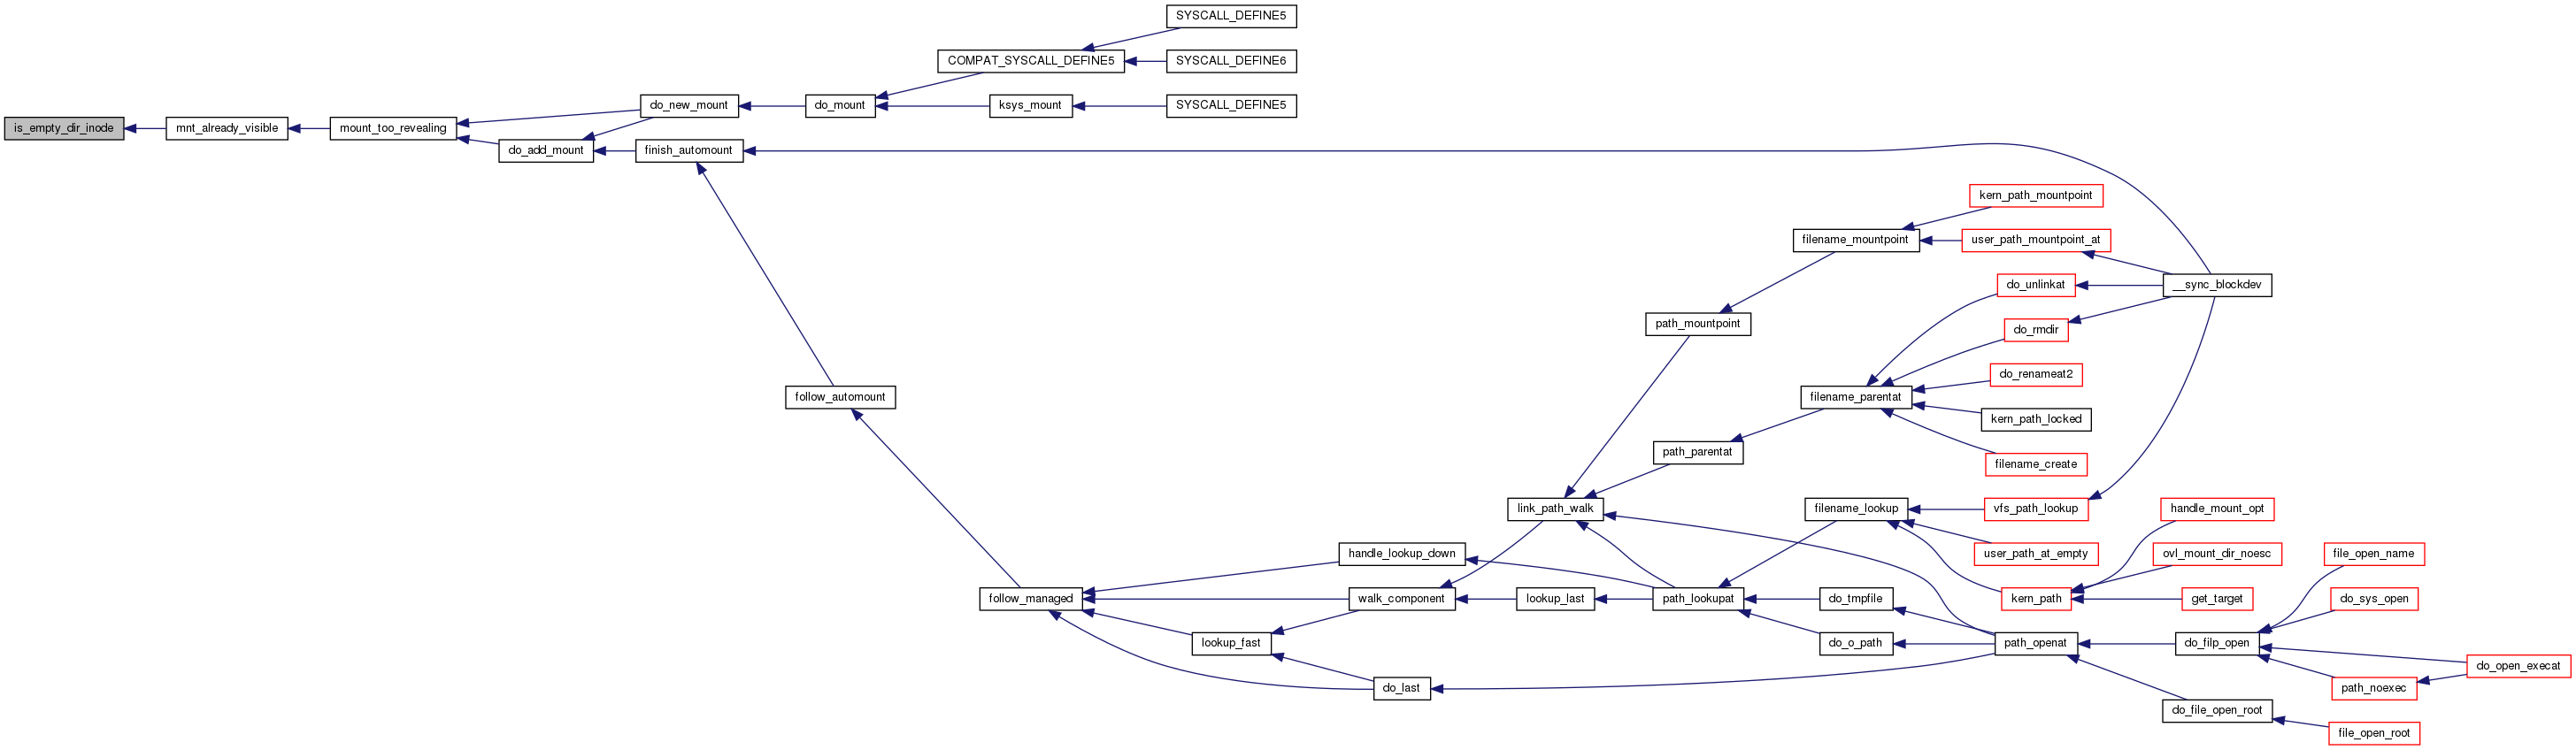 is_empty_dir_inode
mnt_already_visible
mount_too_revealing
do_new_mount
do_add_mount
do_mount
finish_automount
COMPAT_SYSCALL_DEFINE5
ksys_mount
SYSCALL_DEFINE5
SYSCALL_DEFINE6
SYSCALL_DEFINE5
follow_automount
follow_managed
handle_lookup_down
walk_component
lookup_fast
do_last
link_path_walk
lookup_last
path_mountpoint
path_parentat
path_lookupat
filename_mountpoint
filename_parentat
filename_lookup
do_tmpfile
do_o_path
kern_path_mountpoint
user_path_mountpoint_at
do_unlinkat
do_rmdir
do_renameat2
kern_path_locked
filename_create
vfs_path_lookup
user_path_at_empty
kern_path
path_openat
__sync_blockdev
handle_mount_opt
ovl_mount_dir_noesc
get_target
do_filp_open
do_file_open_root
file_open_name
do_sys_open
path_noexec
file_open_root
do_open_execat